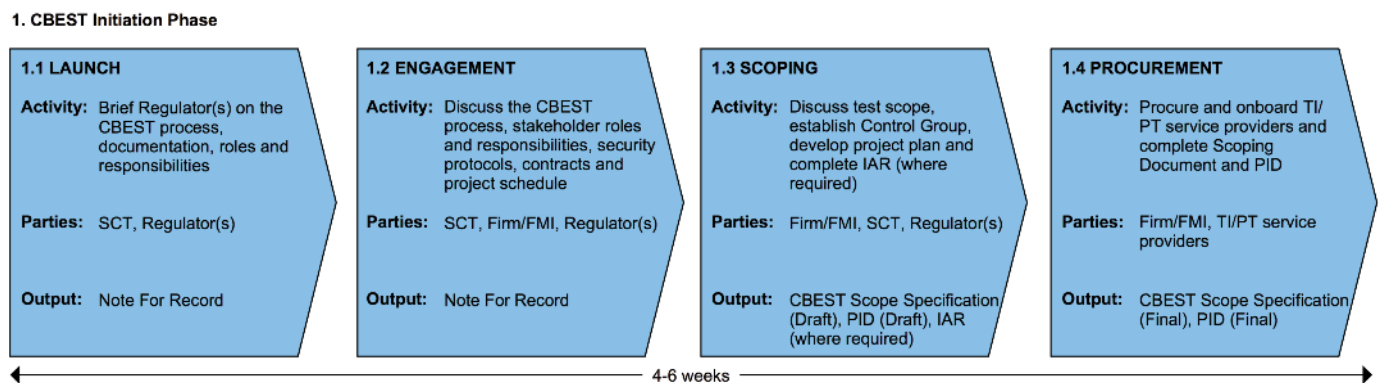 1. CBEST Initiation Phase
1.1 LAUNCH
Activity: Brief Regulator(s) on the
CBEST process,
documentation, roles and
responsibilities
Parties: SCT, Regulator(s)
Output: Note For Record
1.2 ENGAGEMENT
Activity: Discuss the CBEST
process, stakeholder roles
and responsibilities, security
protocols, contracts and
project schedule
Parties: SCT, Firm/FMI, Regulator(s)
Output: Note For Record
1.3 SCOPING
Activity: Discuss test scope,
establish Control Group,
develop project plan and
complete IAR (where
required)
Parties: Firm/FMI, SCT, Regulator(s)
Output: CBEST Scope Specification
(Draft), PID (Draft), IAR
(where required)
1.4 PROCUREMENT
Activity: Procure and onboard TI/
PT service providers and
complete Scoping
Document and PID
Parties: Firm/FMI, TI/PT service
providers
Output: CBEST Scope Specification
(Final), PID (Final)
4-6 weeks